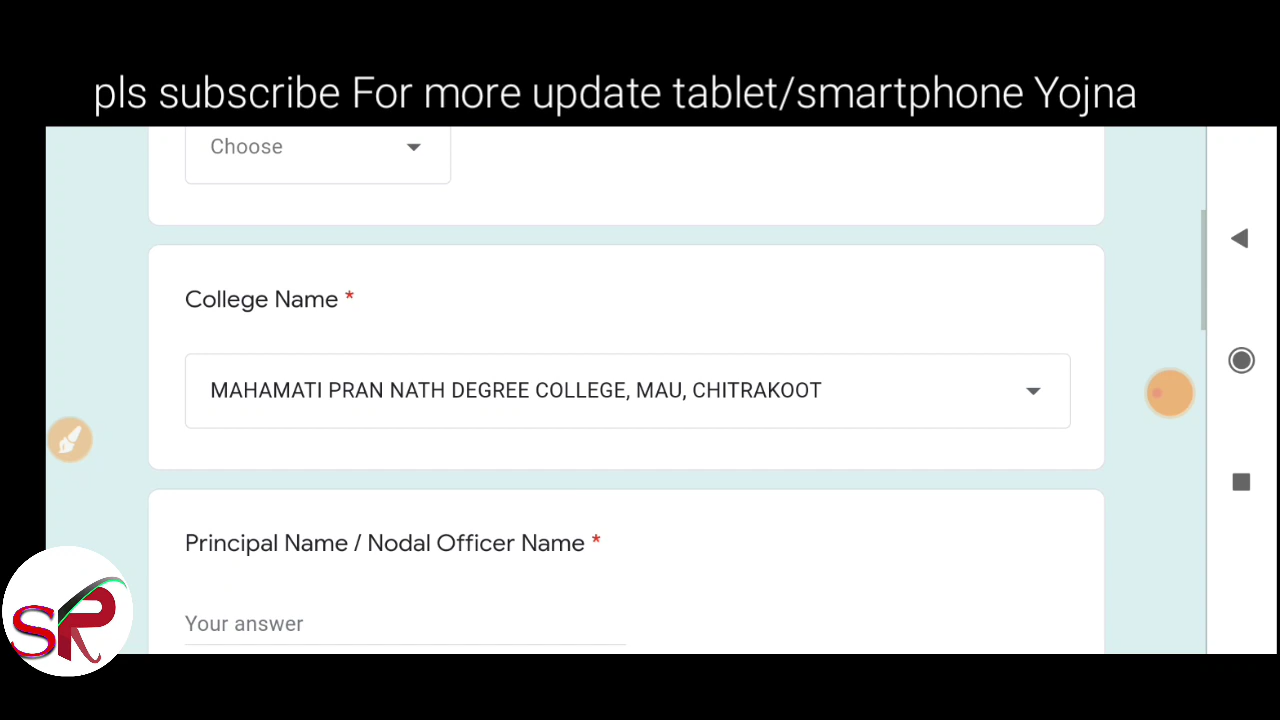 pls subscribe For more update tablet/smartphone Yojna
Choose
College Name *
MAHAMATI PRAN NATH DEGREE COLLEGE, MAU, CHITRAKOOT
Principal Name / Nodal Officer Name *
Your answer
SR